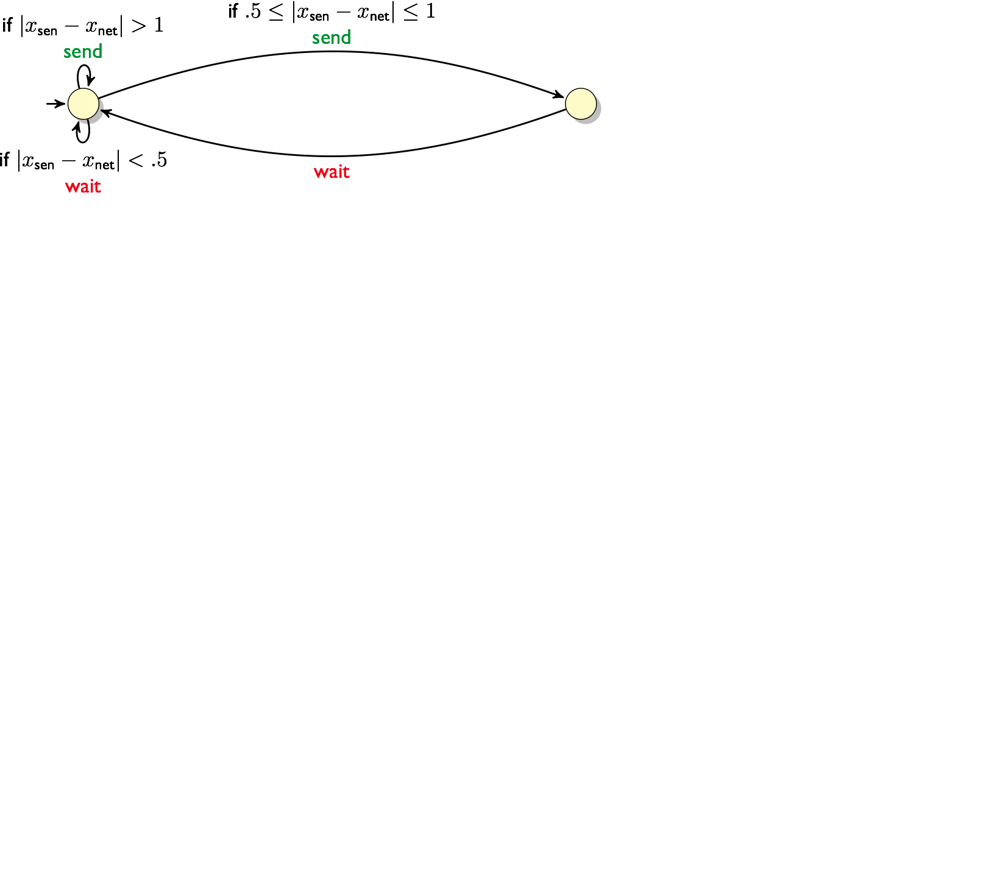 if .5 ≤ |x_sen − x_net| ≤ 1
send
if |x_sen − x_net| > 1
send
if |x_sen − x_net| < .5
wait
wait